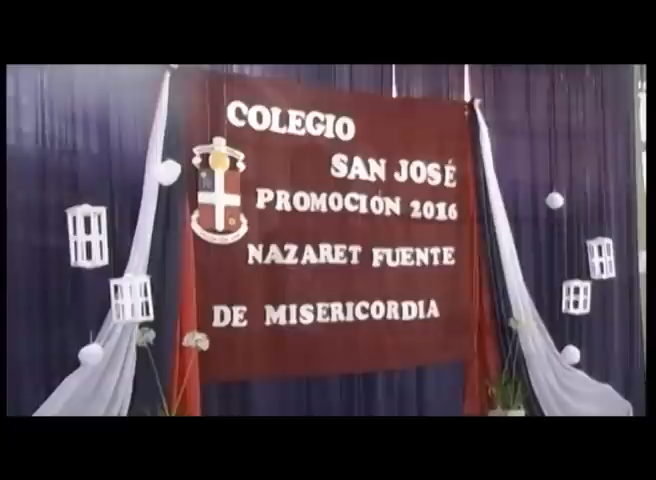 COLEGIO
SAN JOSÉ
PROMOCIÓN 2016
NAZARET FUENTE
DE MISERICORDIA